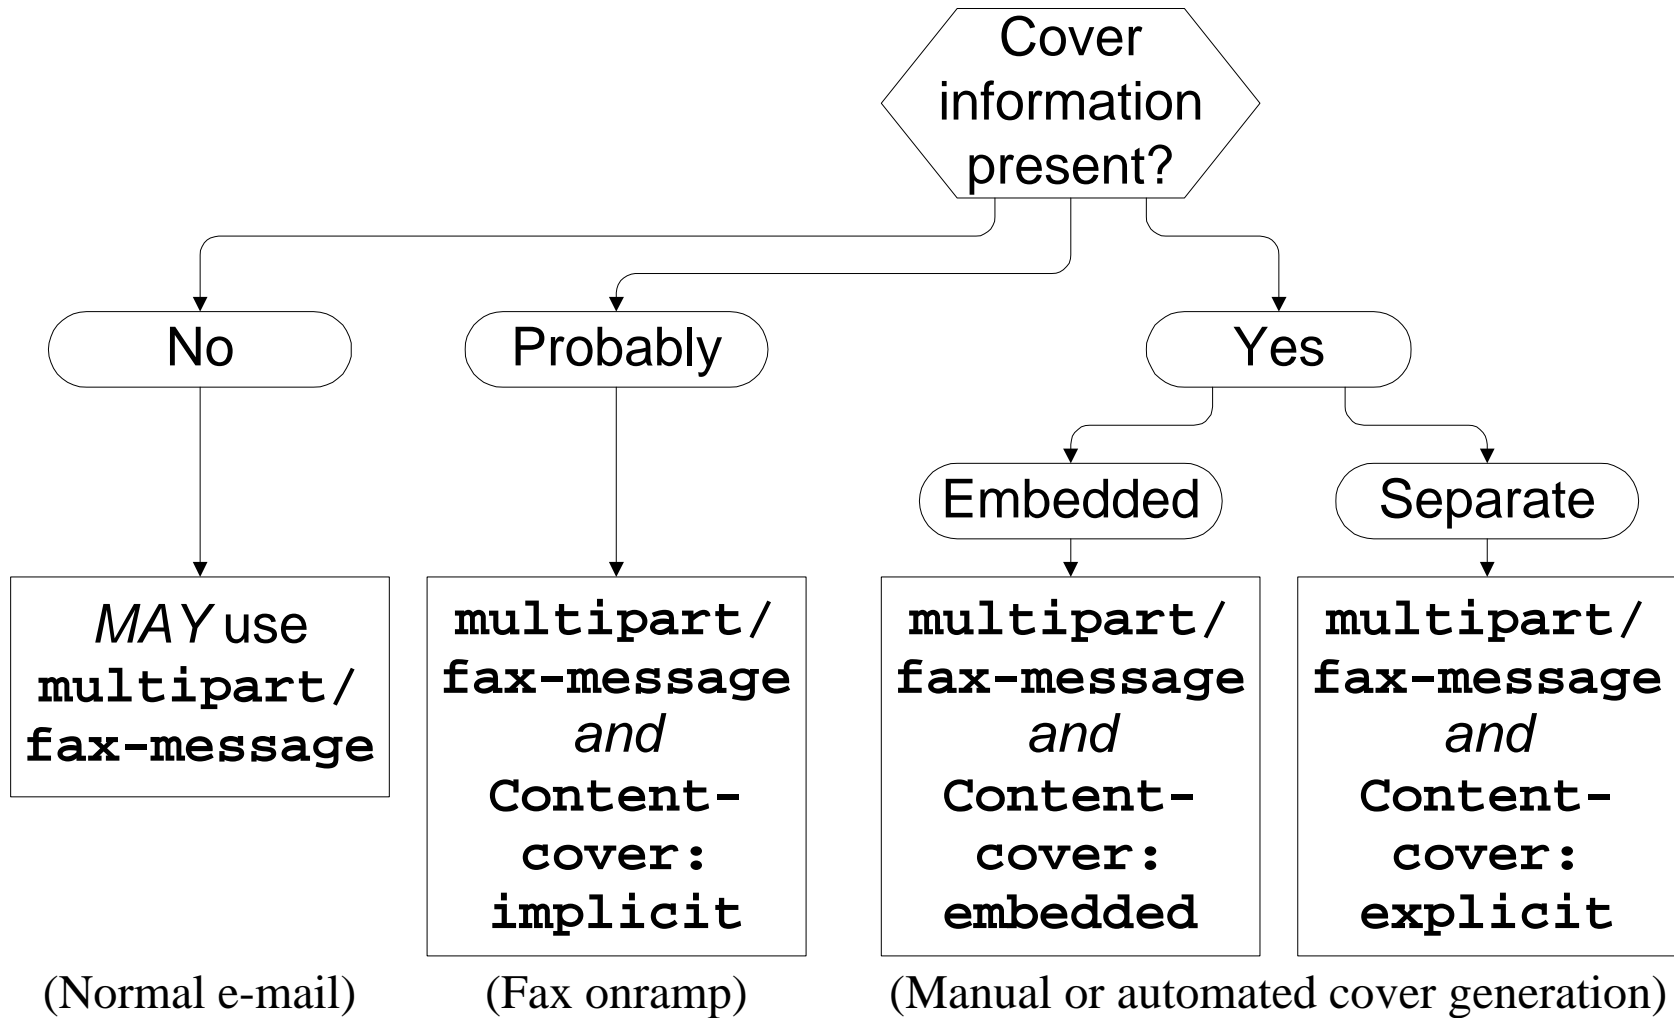 Cover
information
present?
No
Probably
Yes
Embedded
Separate
MAY use
multipart/
fax-message
multipart/
fax-message
and
Content-
cover:
implicit
multipart/
fax-message
and
Content-
cover:
embedded
multipart/
fax-message
and
Content-
cover:
explicit
(Normal e-mail)
(Fax onramp)
(Manual or automated cover generation)